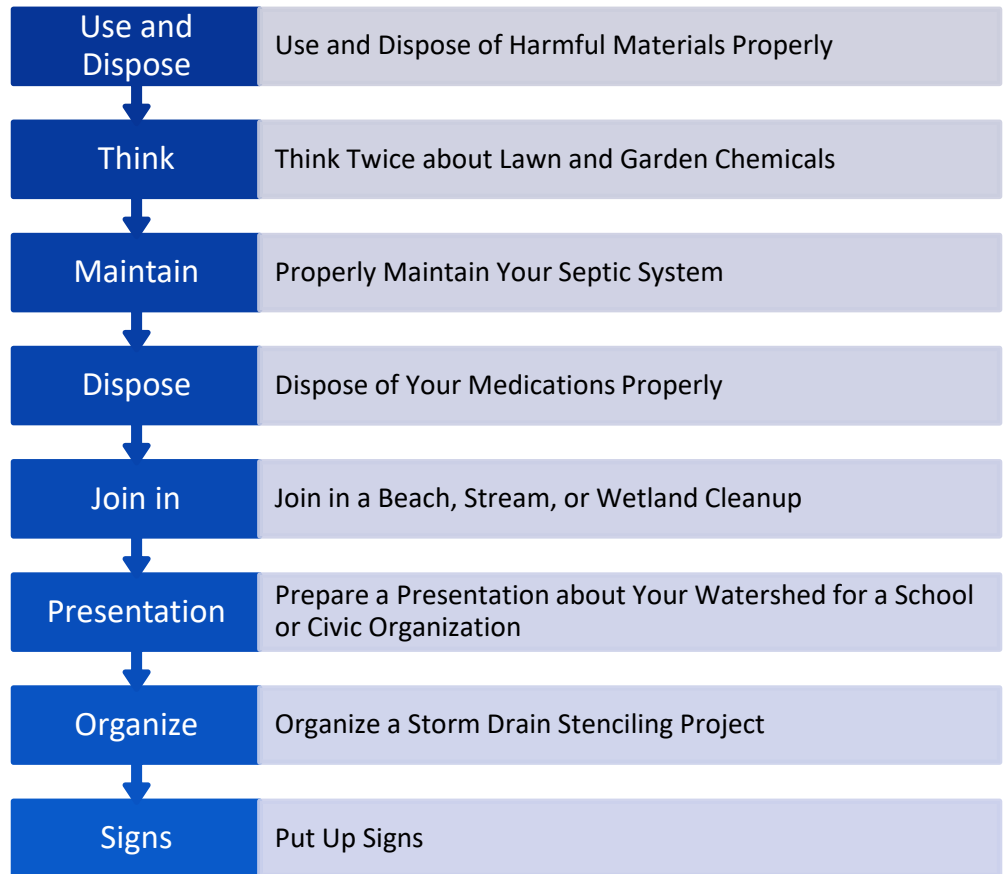 Use and
Dispose
Use and Dispose of Harmful Materials Properly
Think
Think Twice about Lawn and Garden Chemicals
Maintain
Properly Maintain Your Septic System
Dispose
Dispose of Your Medications Properly
Join in
Join in a Beach, Stream, or Wetland Cleanup
Presentation
Prepare a Presentation about Your Watershed for a School
or Civic Organization
Organize
Organize a Storm Drain Stenciling Project
Signs
Put Up Signs